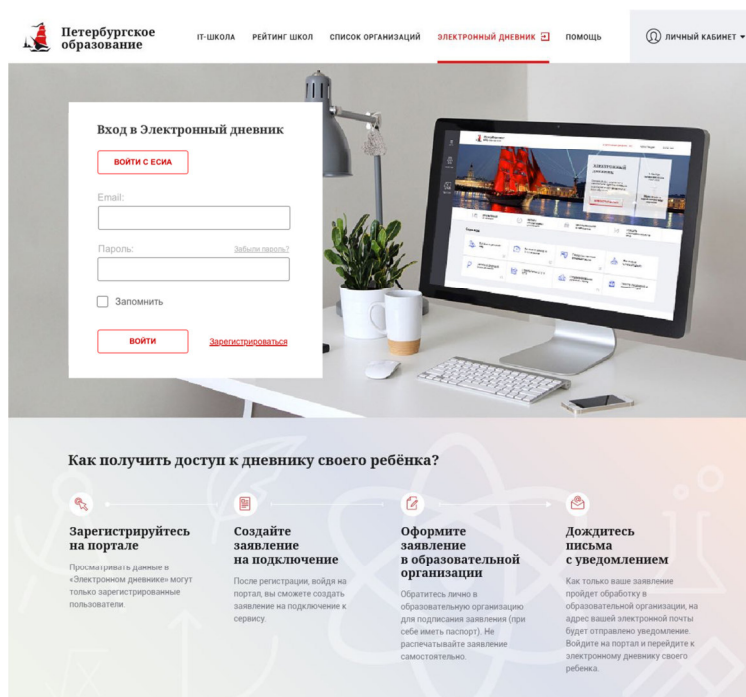 Петербургское
образование
IT-ШКОЛА РЕЙТИНГ ШКОЛ СПИСОК ОРГАНИЗАЦИЙ ЭЛЕКТРОННЫЙ ДНЕВНИК ПОМОЩЬ ЛИЧНЫЙ КАБИНЕТ
Вход в Электронный дневник
ВОЙТИ С ЕСИА
Email:
Пароль: Забыли пароль?
Запомнить
ВОЙТИ Зарегистрироваться
ЭЛЕКТРОННЫЙ
ДНЕВНИК
Как получить доступ к дневнику своего ребёнка?
Зарегистрируйтесь
на портале
Просматривать данные в
«Электронном дневнике» могут
только зарегистрированные
пользователи.
Создайте
заявление
на подключение
После регистрации, войдя на
портал, вы сможете создать
заявление на подключение к
сервису.
Оформите
заявление
в образовательной
организации
Обратитесь лично в
образовательную организацию
для подписания заявления (при
себе иметь паспорт). Не
распечатывайте заявление
самостоятельно.
Дождитесь
письма
с уведомлением
Как только ваше заявление
пройдет обработку в
образовательной организации, на
адрес вашей электронной почты
будет отправлено уведомление.
Войдите на портал и перейдите к
электронному дневнику своего
ребенка.